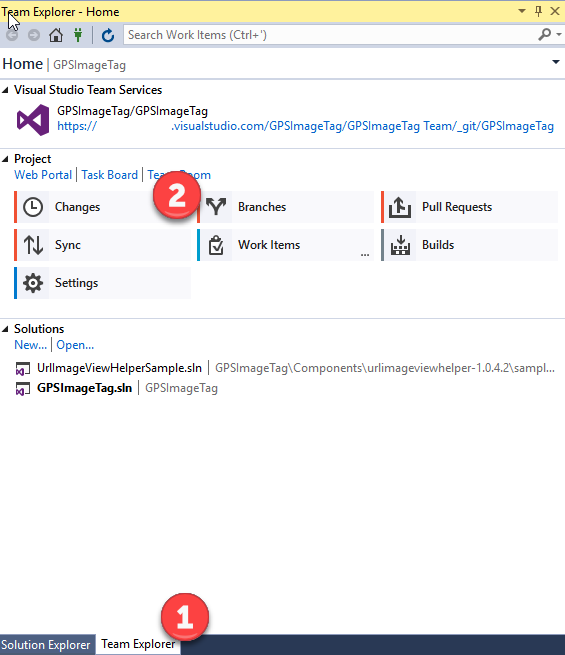 Team Explorer - Home
Search Work Items (Ctrl+')
Home | GPSImageTag
Visual Studio Team Services
GPSImageTag/GPSImageTag
https:// .visualstudio.com/GPSImageTag/GPSImageTag Team/_git/GPSImageTag
Project
Web Portal | Task Board | Room
2
Changes Branches Pull Requests
Sync Work Items ... Builds
Settings
Solutions
New... | Open...
UrlImageViewHelperSample.sln | GPSImageTag\Components\urlimageviewhelper-1.0.4.2\sampl...
GPSImageTag.sln | GPSImageTag
1
Solution Explorer Team Explorer